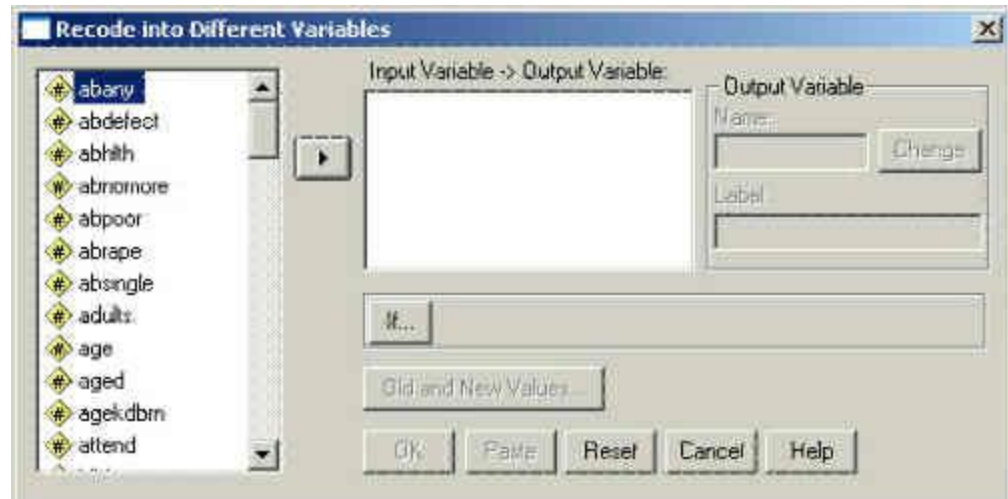 Recode into Different Variables
abany
abdefect
abhlth
abnomore
abpoor
abrape
absingle
adults
age
aged
agekdbrn
attend
Input Variable -> Output Variable:
Output Variable
Name:
Change
Label:
If...
Old and New Values...
OK
Paste
Reset
Cancel
Help